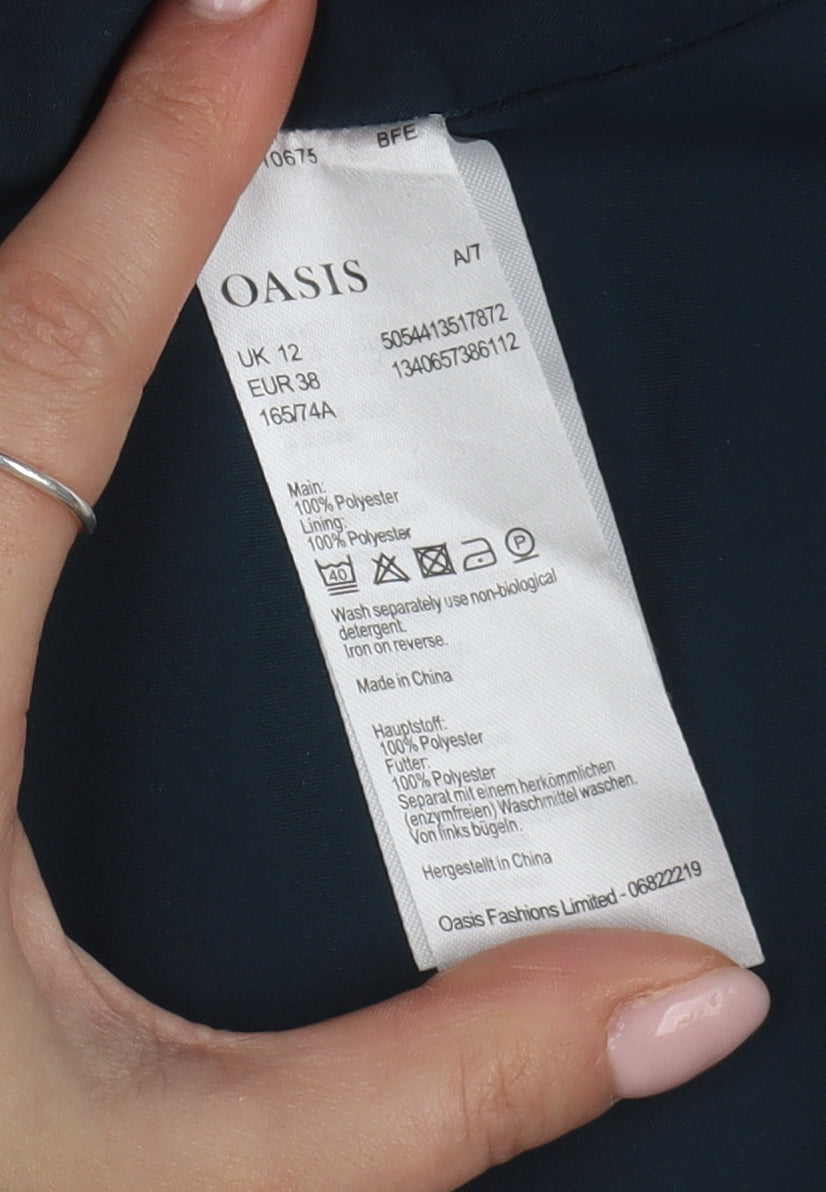 10675 BFE
OASIS A/7
UK 12 5054413517872
EUR 38 1340657386112
165/74A
Main:
100% Polyester
Lining:
100% Polyester
40 P
Wash separately use non-biological
detergent.
Iron on reverse.
Made in China
Hauptstoff:
100% Polyester
Futter:
100% Polyester
Separat mit einem herkömmlichen
(enzymfreien) Waschmittel waschen.
Von links bügeln.
Hergestellt in China
Oasis Fashions Limited - 06822219